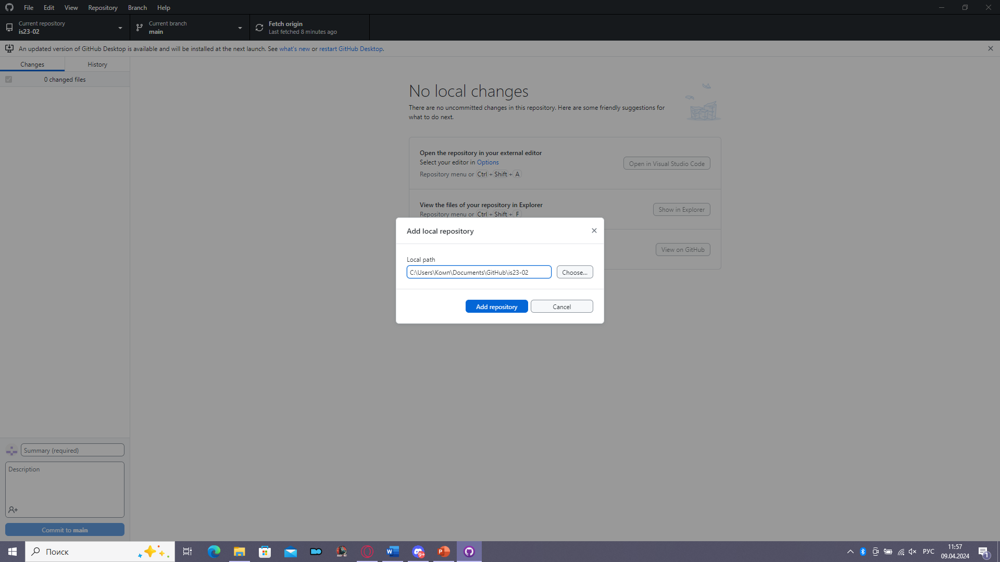 File Edit View Repository Branch Help
Current repository
is23-02
Current branch
main
Fetch origin
Last fetched 8 minutes ago
An updated version of GitHub Desktop is available and will be installed at the next launch. See what's new or restart GitHub Desktop.
Changes History
0 changed files
No local changes
There are no uncommitted changes in this repository. Here are some friendly suggestions for
what to do next.
Open the repository in your external editor
Select your editor in Options
Repository menu or Ctrl + Shift + A
Open in Visual Studio Code
View the files of your repository in Explorer
Repository menu or Ctrl + Shift + F
Show in Explorer
View on GitHub
Add local repository
Local path
C:\Users\Комп\Documents\GitHub\is23-02
Choose...
Add repository
Cancel
Summary (required)
Description
Commit to main
Поиск
9+
РУС
11:57
09.04.2024
1